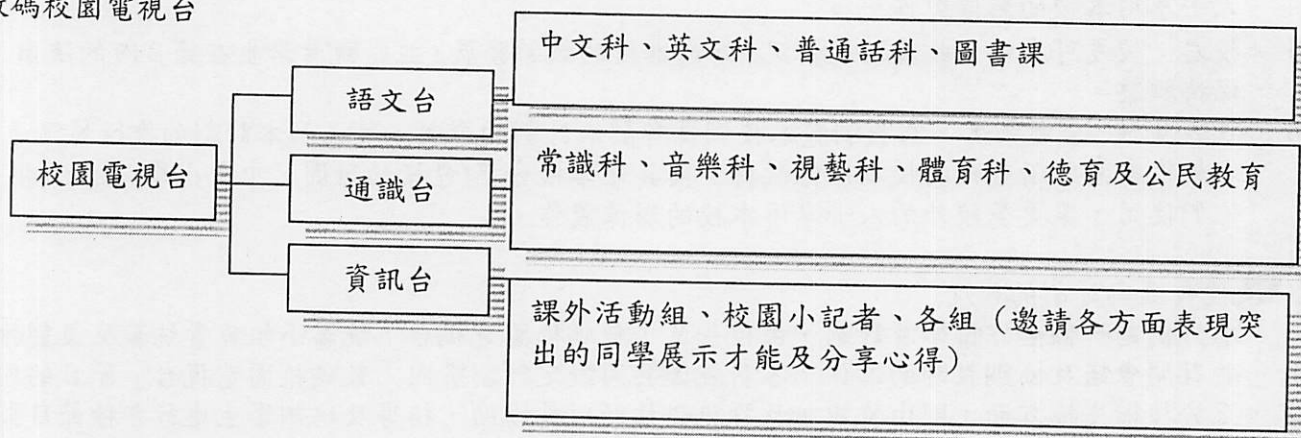 數碼校園電視台
中文科、英文科、普通話科、圖書課
語文台
校園電視台
通識台
常識科、音樂科、視藝科、體育科、德育及公民教育
資訊台
課外活動組、校園小記者、各組（邀請各方面表現突
出的同學展示才能及分享心得）